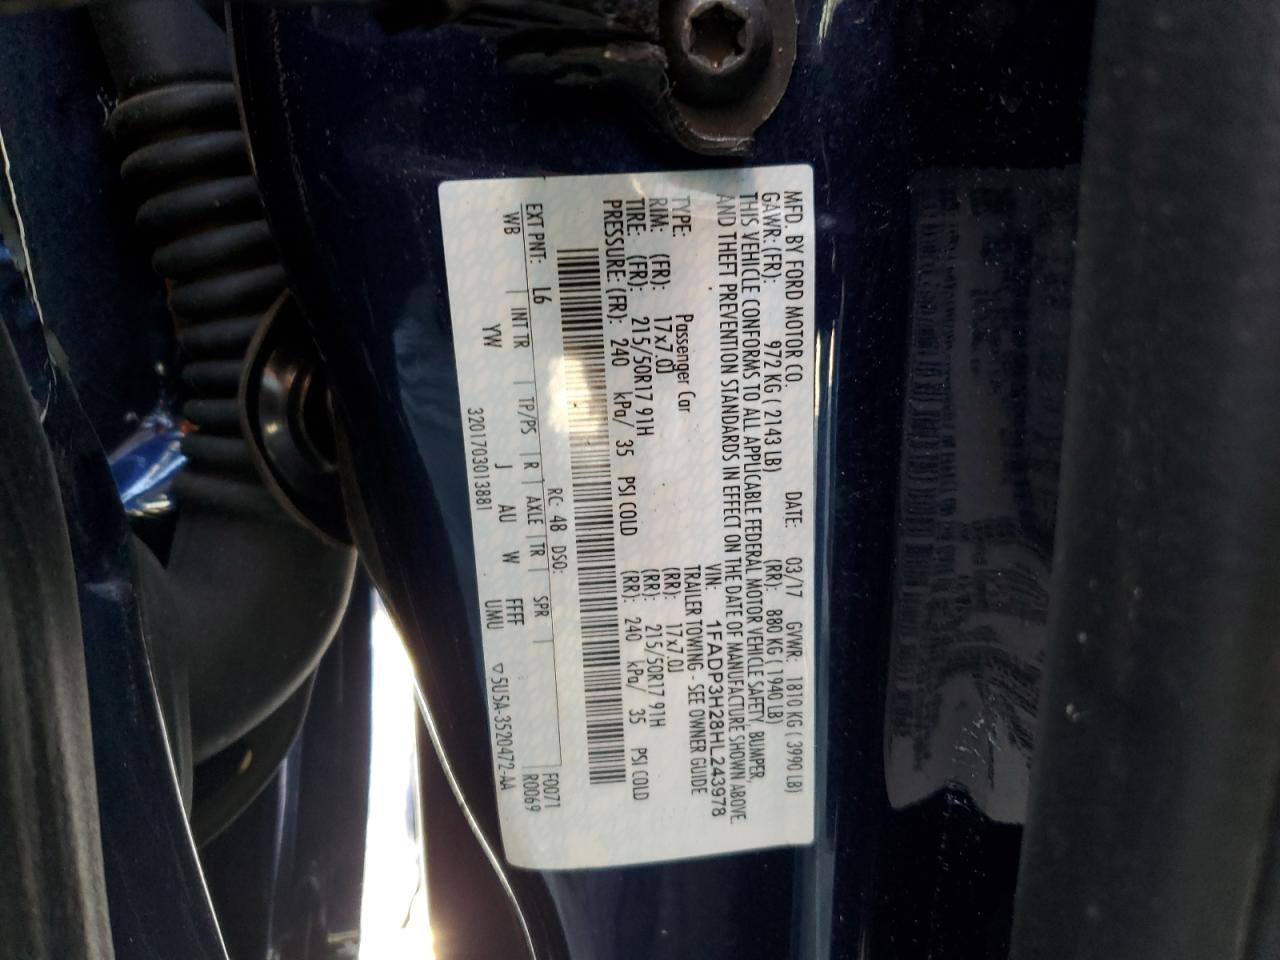 MFD. BY FORD MOTOR CO. DATE: 03/17 GVWR: 1810 KG ( 3990 LB)
GAWR: (FR): 972 KG ( 2143 LB) (RR): 880 KG ( 1940 LB)
THIS VEHICLE CONFORMS TO ALL APPLICABLE FEDERAL MOTOR VEHICLE SAFETY, BUMPER,
AND THEFT PREVENTION STANDARDS IN EFFECT ON THE DATE OF MANUFACTURE SHOWN ABOVE.
VIN: 1FADP3H28HL243978
TYPE: Passenger Car TRAILER TOWING - SEE OWNER GUIDE
RIM: (FR): 17x7.0J (RR): 17x7.0J
TIRE: (FR): 215/50R17 91H (RR): 215/50R17 91H
PRESSURE: (FR): 240 kPa/ 35 PSI COLD (RR): 240 kPa/ 35 PSI COLD
RC: 48 DSO: F0071
EXT PNT: L6 R0069
WB | INT TR | TP/PS | R | AXLE | TR | SPR |
YW J AU W FFFF
UMU ▽5U5A-3520472-AA
3201703013881